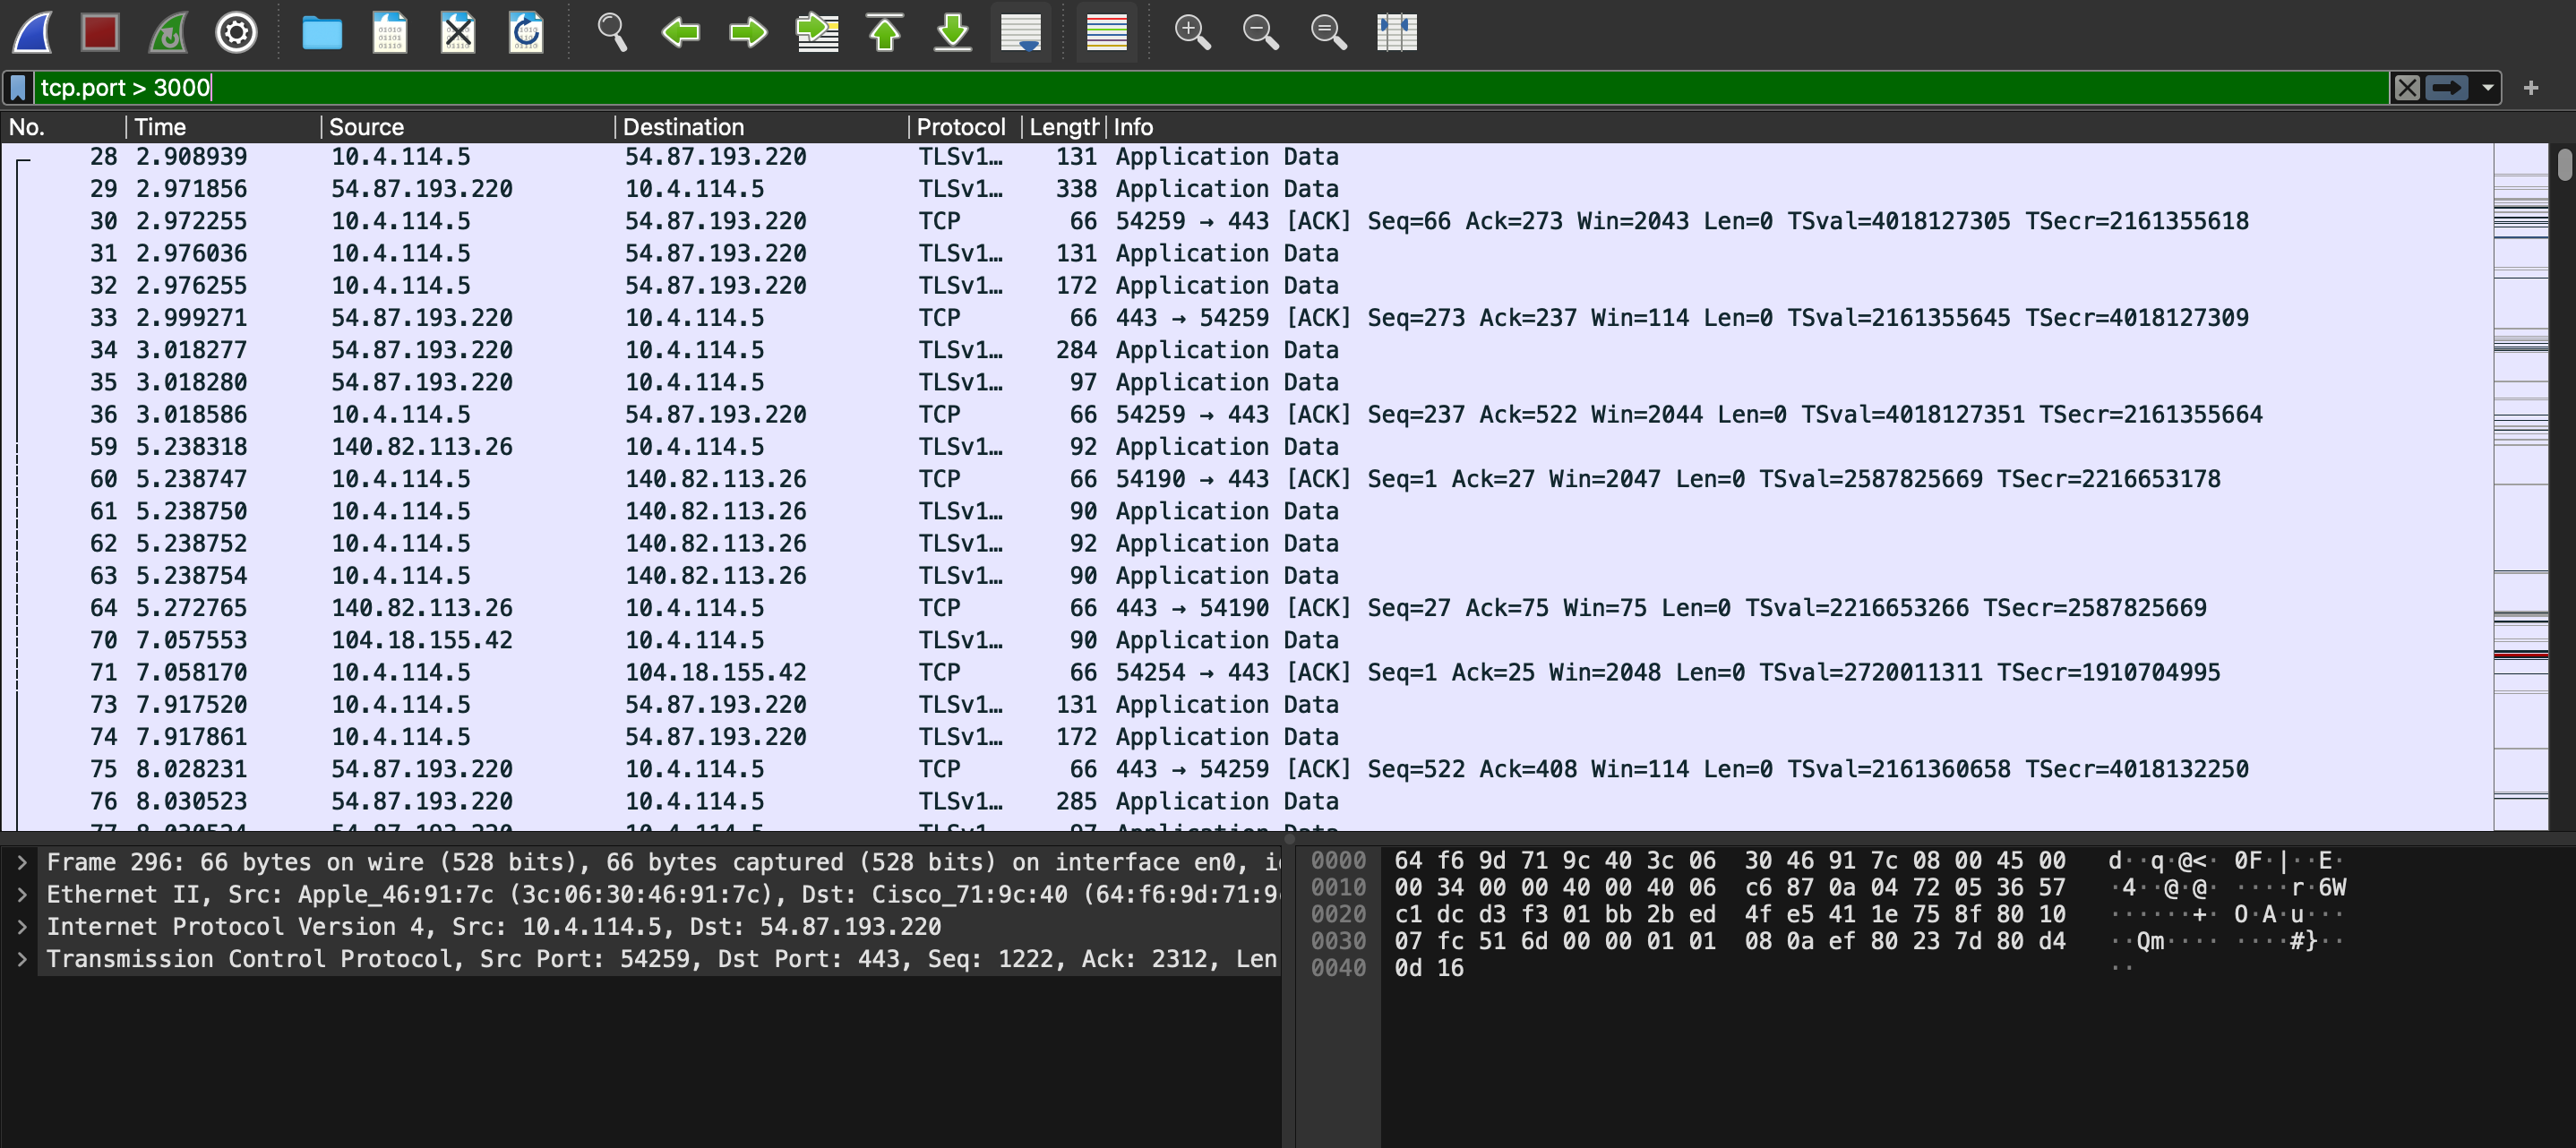 tcp.port > 3000
No. Time Source Destination Protocol Length Info
28 2.908939 10.4.114.5 54.87.193.220 TLSv1… 131 Application Data
29 2.971856 54.87.193.220 10.4.114.5 TLSv1… 338 Application Data
30 2.972255 10.4.114.5 54.87.193.220 TCP 66 54259 → 443 [ACK] Seq=66 Ack=273 Win=2043 Len=0 TSval=4018127305 TSecr=2161355618
31 2.976036 10.4.114.5 54.87.193.220 TLSv1… 131 Application Data
32 2.976255 10.4.114.5 54.87.193.220 TLSv1… 172 Application Data
33 2.999271 54.87.193.220 10.4.114.5 TCP 66 443 → 54259 [ACK] Seq=273 Ack=237 Win=114 Len=0 TSval=2161355645 TSecr=4018127309
34 3.018277 54.87.193.220 10.4.114.5 TLSv1… 284 Application Data
35 3.018280 54.87.193.220 10.4.114.5 TLSv1… 97 Application Data
36 3.018586 10.4.114.5 54.87.193.220 TCP 66 54259 → 443 [ACK] Seq=237 Ack=522 Win=2044 Len=0 TSval=4018127351 TSecr=2161355664
59 5.238318 140.82.113.26 10.4.114.5 TLSv1… 92 Application Data
60 5.238747 10.4.114.5 140.82.113.26 TCP 66 54190 → 443 [ACK] Seq=1 Ack=27 Win=2047 Len=0 TSval=2587825669 TSecr=2216653178
61 5.238750 10.4.114.5 140.82.113.26 TLSv1… 90 Application Data
62 5.238752 10.4.114.5 140.82.113.26 TLSv1… 92 Application Data
63 5.238754 10.4.114.5 140.82.113.26 TLSv1… 90 Application Data
64 5.272765 140.82.113.26 10.4.114.5 TCP 66 443 → 54190 [ACK] Seq=27 Ack=75 Win=75 Len=0 TSval=2216653266 TSecr=2587825669
70 7.057553 104.18.155.42 10.4.114.5 TLSv1… 90 Application Data
71 7.058170 10.4.114.5 104.18.155.42 TCP 66 54254 → 443 [ACK] Seq=1 Ack=25 Win=2048 Len=0 TSval=2720011311 TSecr=1910704995
73 7.917520 10.4.114.5 54.87.193.220 TLSv1… 131 Application Data
74 7.917861 10.4.114.5 54.87.193.220 TLSv1… 172 Application Data
75 8.028231 54.87.193.220 10.4.114.5 TCP 66 443 → 54259 [ACK] Seq=522 Ack=408 Win=114 Len=0 TSval=2161360658 TSecr=4018132250
76 8.030523 54.87.193.220 10.4.114.5 TLSv1… 285 Application Data
77 8.030524 54.87.193.220 10.4.114.5 TLSv1… 97 Application Data
Frame 296: 66 bytes on wire (528 bits), 66 bytes captured (528 bits) on interface en0,
Ethernet II, Src: Apple_46:91:7c (3c:06:30:46:91:7c), Dst: Cisco_71:9c:40 (64:f6:9d:71:9
Internet Protocol Version 4, Src: 10.4.114.5, Dst: 54.87.193.220
Transmission Control Protocol, Src Port: 54259, Dst Port: 443, Seq: 1222, Ack: 2312, Len
0000 64 f6 9d 71 9c 40 3c 06 30 46 91 7c 08 00 45 00 d··q·@<· 0F·|··E·
0010 00 34 00 00 40 00 40 06 c6 87 0a 04 72 05 36 57 ·4··@·@· ····r·6W
0020 c1 dc d3 f3 01 bb 2b ed 4f e5 41 1e 75 8f 80 10 ······+· O·A·u···
0030 07 fc 51 6d 00 00 01 01 08 0a ef 80 23 7d 80 d4 ··Qm···· ····#}··
0040 0d 16 ··